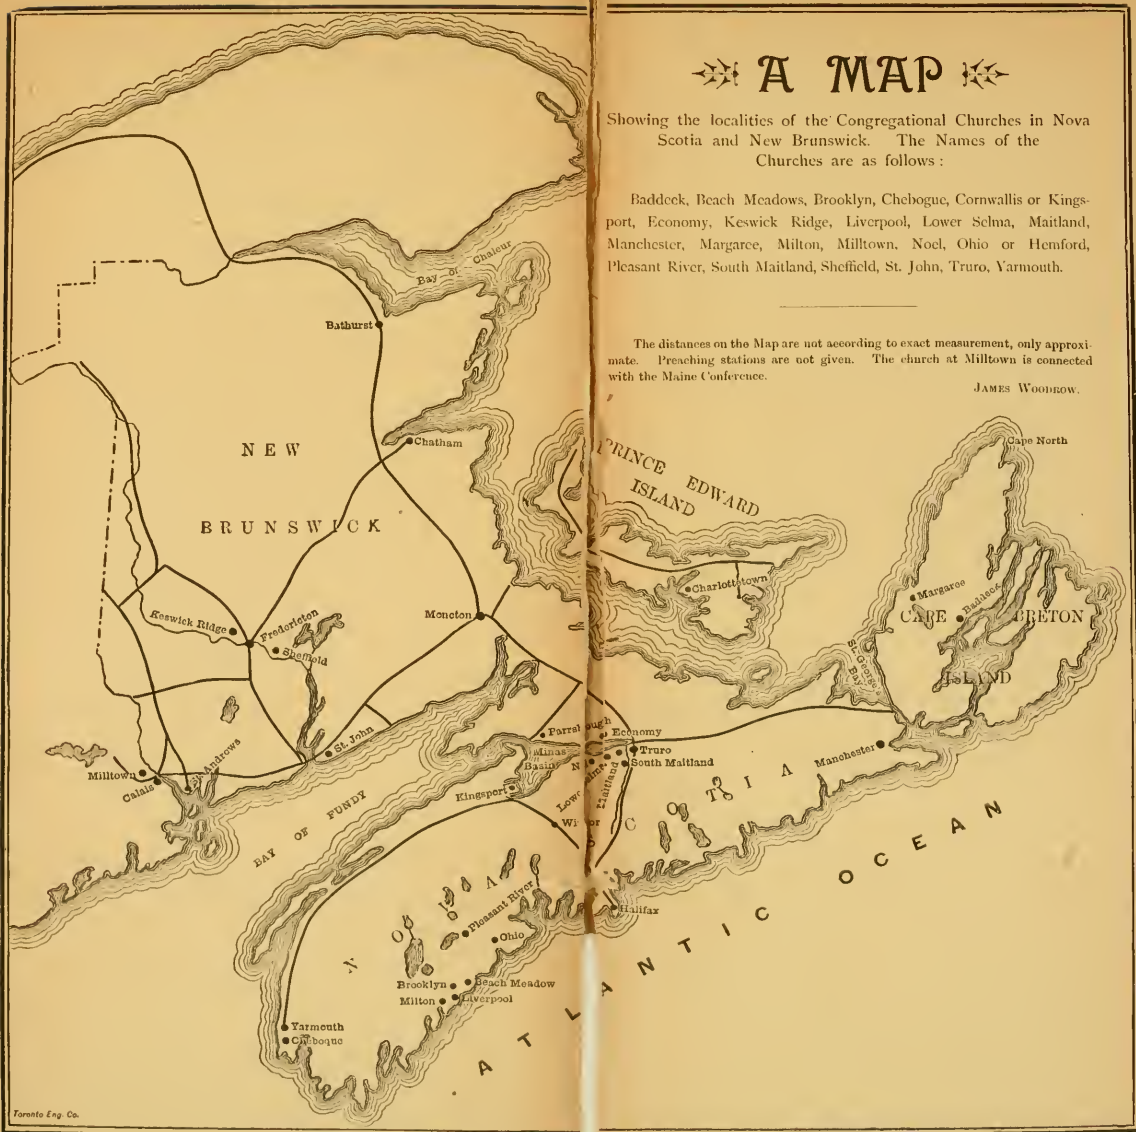 A MAP
Showing the localities of the Congregational Churches in Nova
Scotia and New Brunswick. The Names of the
Churches are as follows :
Baddeck, Beach Meadows, Brooklyn, Chebogue, Cornwallis or Kings-
port, Economy, Keswick Ridge, Liverpool, Lower Selma, Maitland,
Manchester, Margaree, Milton, Milltown, Noel, Ohio or Hemford,
Pleasant River, South Maitland, Sheffield, St. John, Truro, Yarmouth.
The distances on the Map are not according to exact measurement, only approxi-
mate. Preaching stations are not given. The church at Milltown is connected
with the Maine Conference.
JAMES WOODROW.
Bay of Chaleur
Bathurst
Chatham
NEW
BRUNSWICK
PRINCE EDWARD
ISLAND
Charlottetown
Cape North
Margaree
Baddeck
CAPE BRETON
ISLAND
St. George's
Bay
Keswick Ridge
Fredericton
Sheffield
Moncton
St. John
St. Androws
Milltown
Calais
BAY OF FUNDY
Parrsborough
Economy
Minas
Basin
Truro
South Maitland
Maitland
Kingsport
Manchester
NOVA
SCOTIA
Halifax
Pleasant River
Ohio
Brooklyn
Beach Meadow
Milton
Liverpool
Yarmouth
Cheboque
ATLANTIC OCEAN
Toronto Eng. Co.